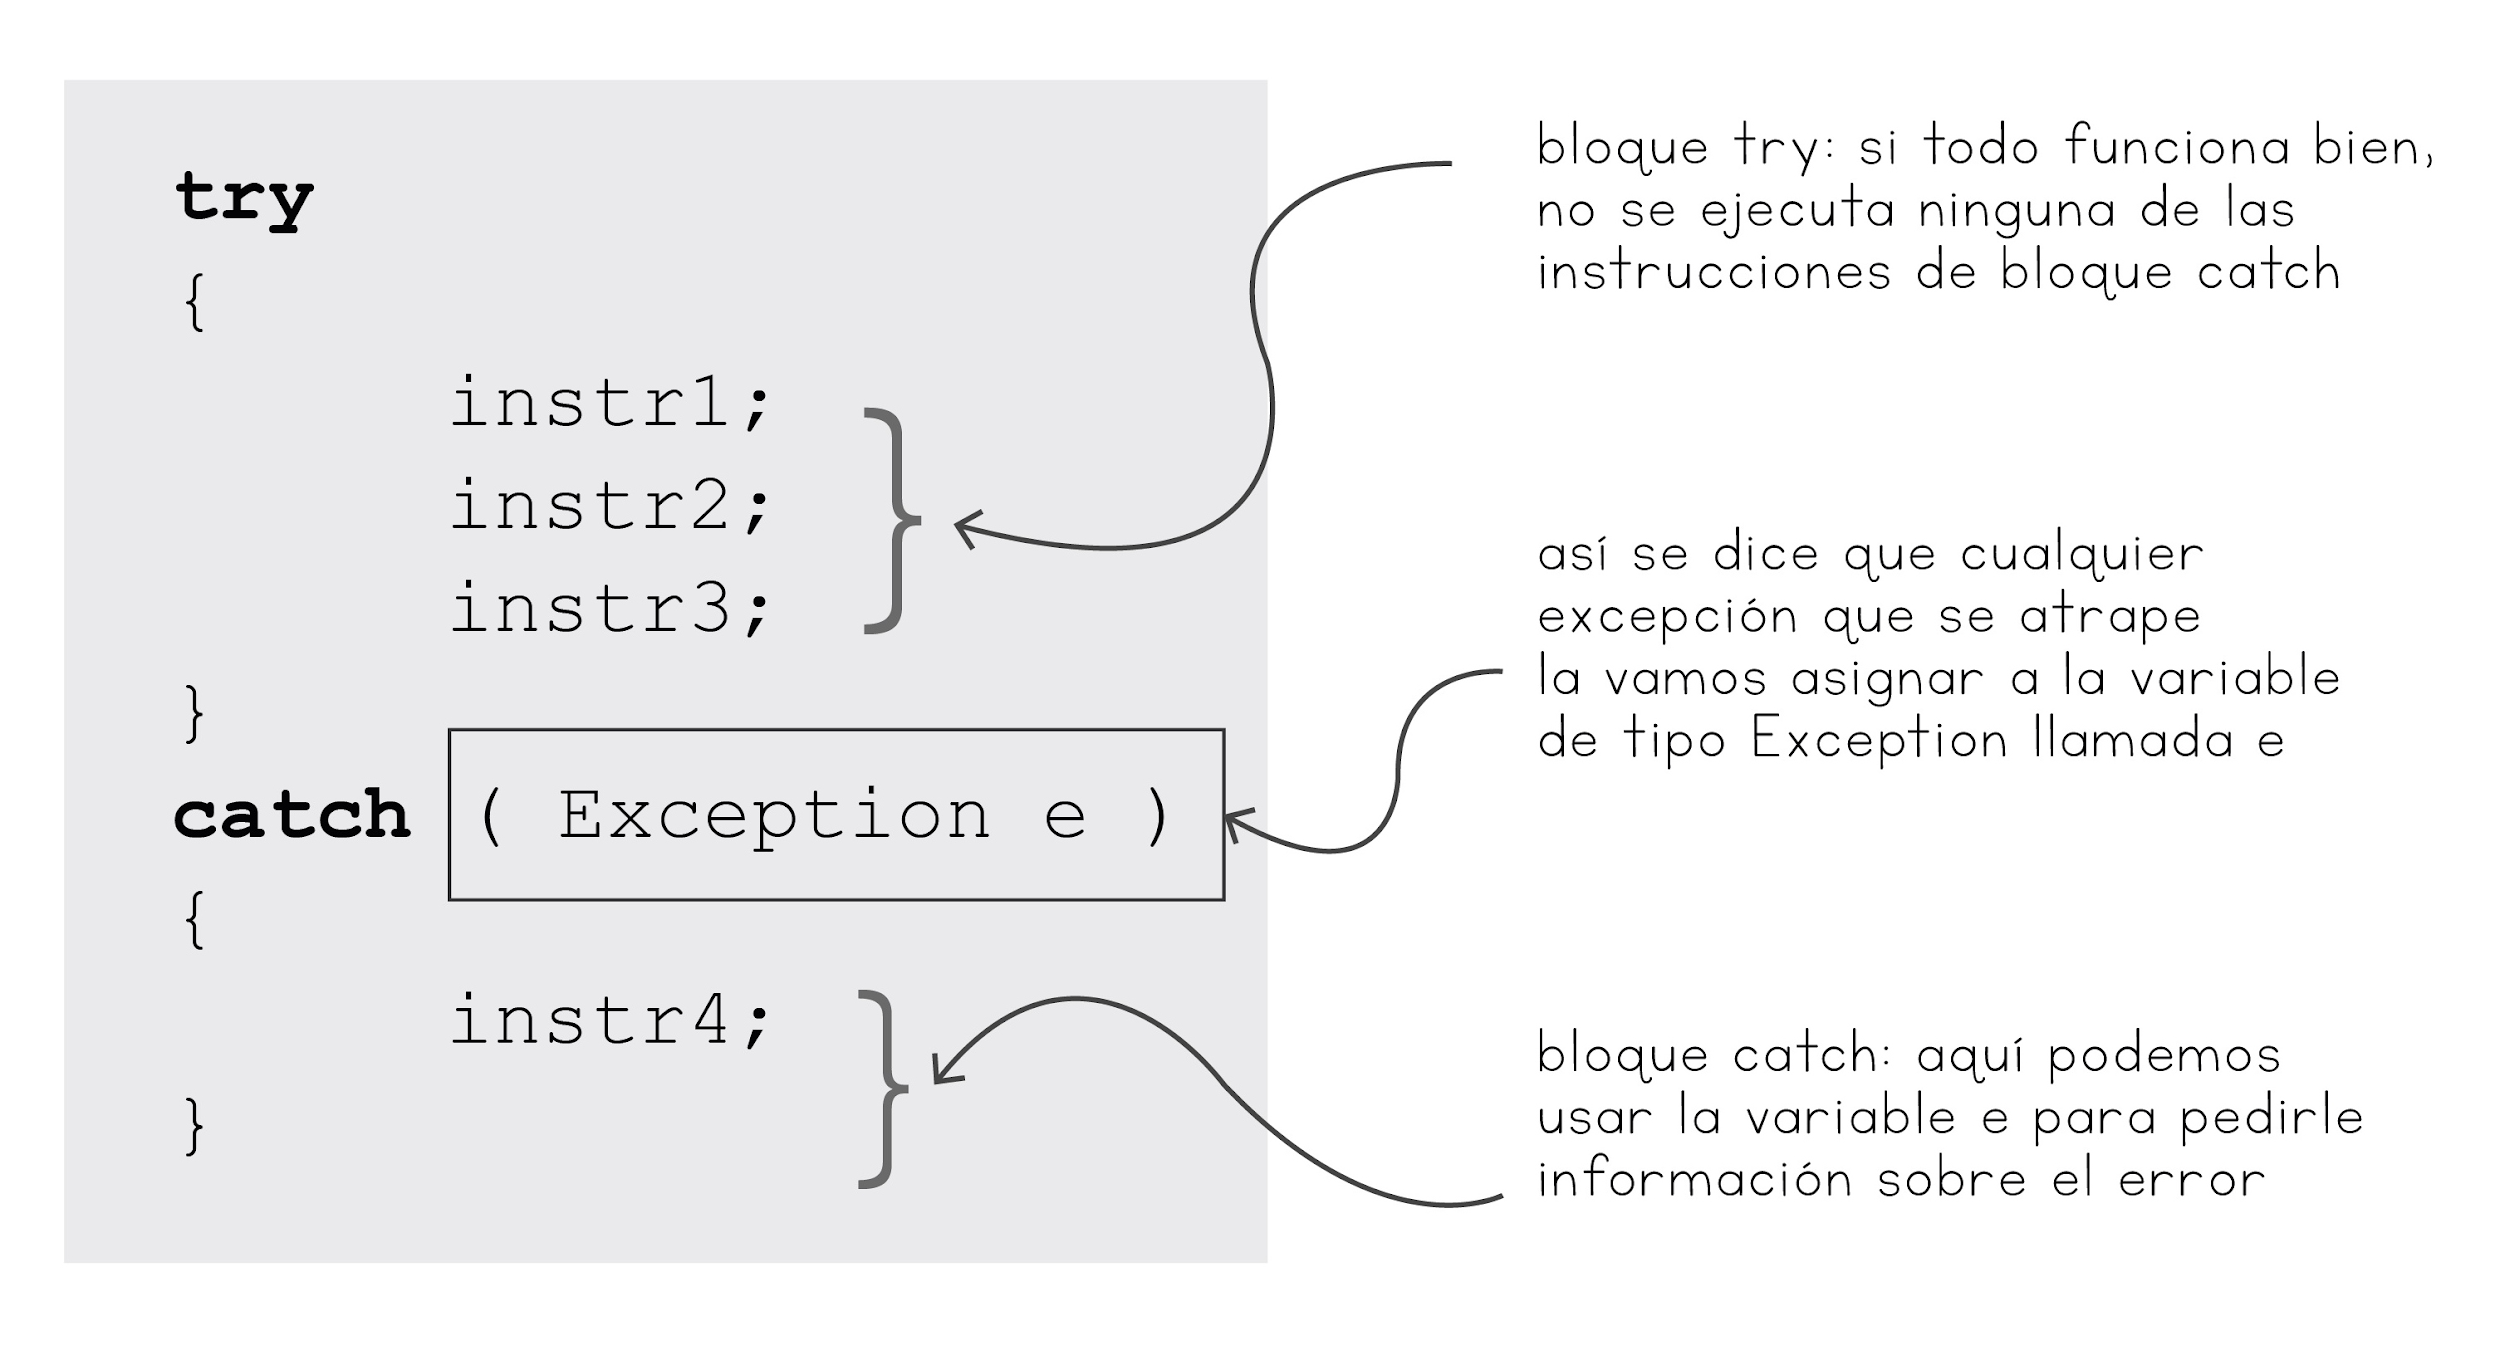 try
{
instr1;
instr2;
instr3;
}
catch ( Exception e )
{
instr4;
}
bloque try: si todo funciona bien,
no se ejecuta ninguna de las
instrucciones de bloque catch
así se dice que cualquier
excepción que se atrape
la vamos asignar a la variable
de tipo Exception llamada e
bloque catch: aquí podemos
usar la variable e para pedirle
información sobre el error